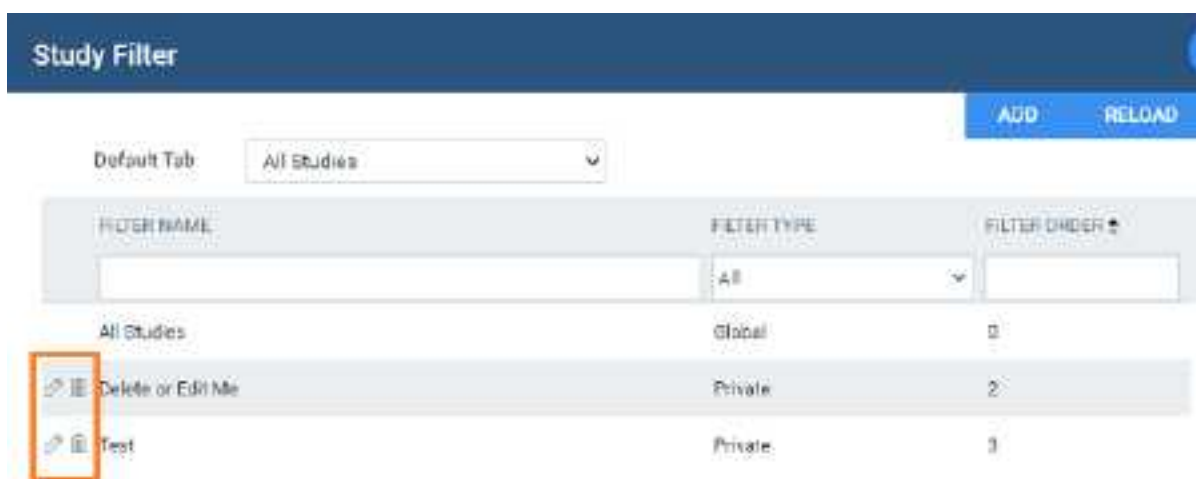 Study Filter
ADD RELOAD
Default Tab All Studies
FILTER NAME FILTER TYPE FILTER ORDER
All
All Studies Global 0
Delete or Edit Me Private 2
Test Private 3